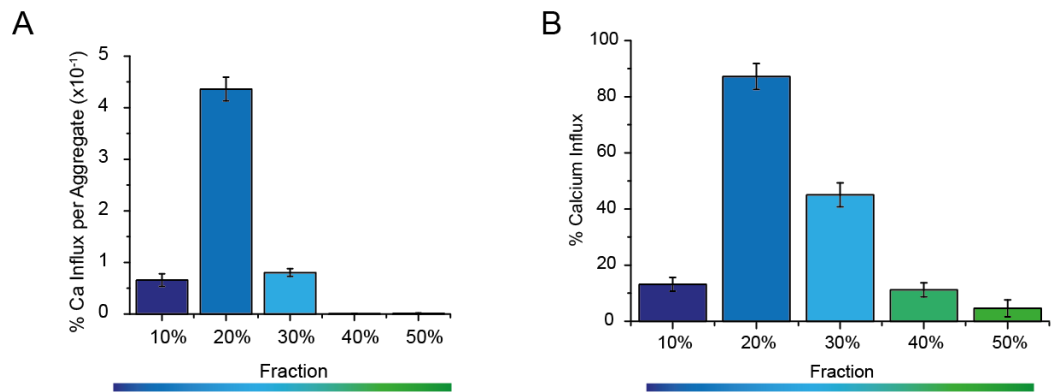 A
% Ca Influx per Aggregate (x10⁻¹)
5
4
3
2
1
0
10% 20% 30% 40% 50%
Fraction
B
% Calcium Influx
100
80
60
40
20
0
10% 20% 30% 40% 50%
Fraction